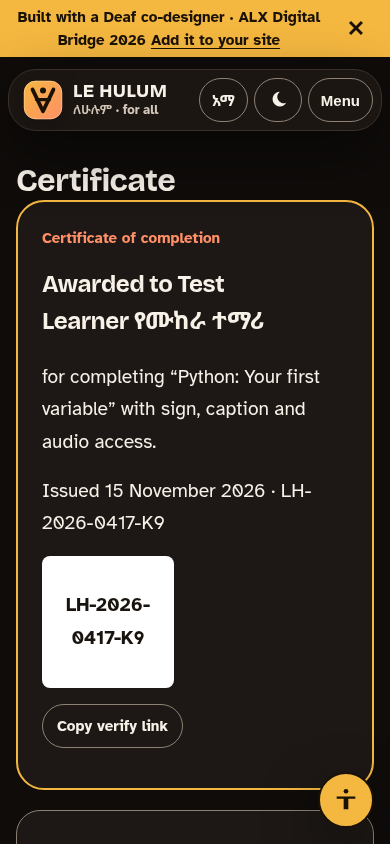 Built with a Deaf co-designer · ALX Digital
Bridge 2026 Add it to your site
LE HULUM
ለሁሉም · for all
አማ
Menu
Certificate
Certificate of completion
Awarded to Test
Learner የሙከራ ተማሪ
for completing “Python: Your first
variable” with sign, caption and
audio access.
Issued 15 November 2026 · LH-
2026-0417-K9
LH-2026-
0417-K9
Copy verify link